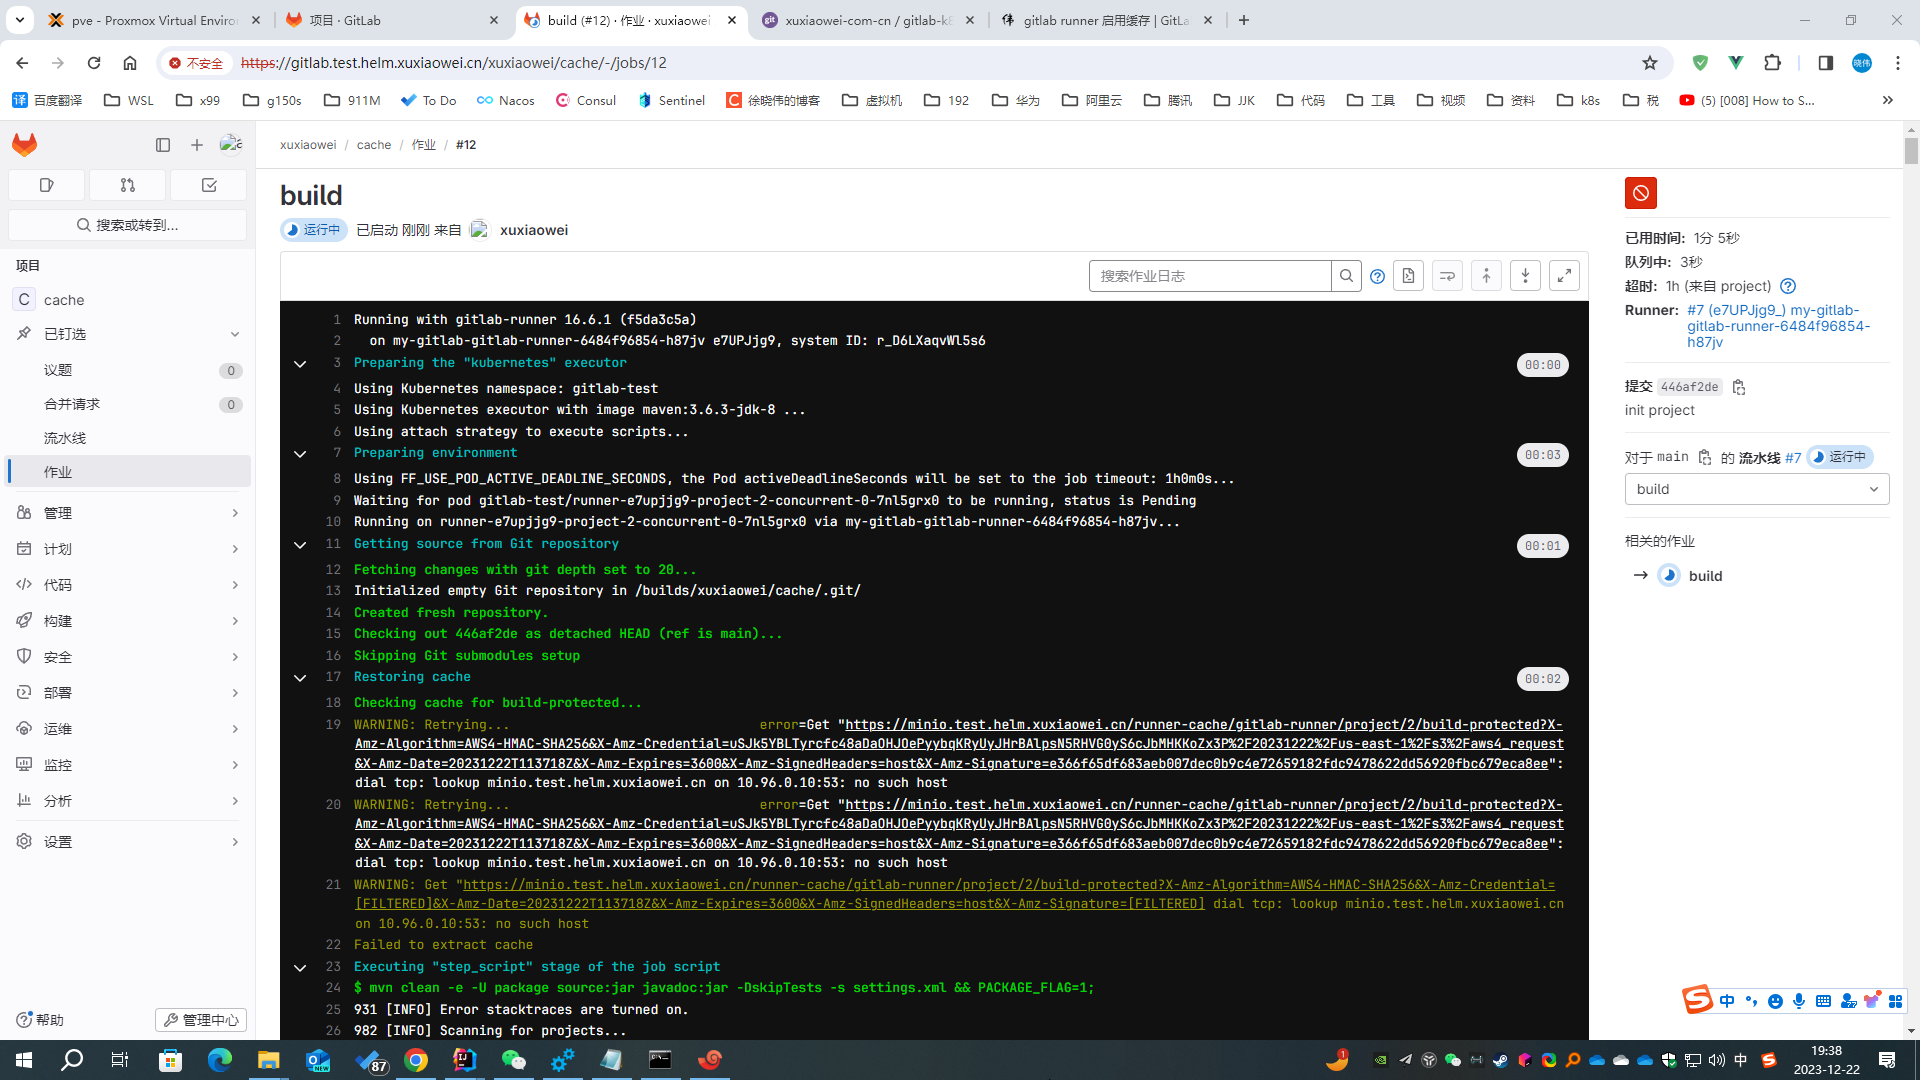 pve - Proxmox Virtual Enviro
项目 · GitLab
build (#12) · 作业 · xuxiaowei
xuxiaowei-com-cn / gitlab-k8
gitlab runner 启用缓存 | GitLa
不安全
https://gitlab.test.helm.xuxiaowei.cn/xuxiaowei/cache/-/jobs/12
译 百度翻译
WSL
x99
g150s
911M
To Do
Nacos
Consul
Sentinel
C 徐晓伟的博客
虚拟机
192
华为
阿里云
腾讯
JJK
代码
工具
视频
资料
k8s
税
(5) [008] How to S...
晓伟
搜索或转到...
项目
C cache
已钉选
议题 0
合并请求 0
流水线
作业
管理
计划
代码
构建
安全
部署
运维
监控
分析
设置
帮助
管理中心
xuxiaowei / cache / 作业 / #12
build
运行中 已启动 刚刚 来自 xuxiaowei
搜索作业日志
1 Running with gitlab-runner 16.6.1 (f5da3c5a)
2 on my-gitlab-gitlab-runner-6484f96854-h87jv e7UPJjg9, system ID: r_D6LXaqvWl5s6
3 Preparing the "kubernetes" executor 00:00
4 Using Kubernetes namespace: gitlab-test
5 Using Kubernetes executor with image maven:3.6.3-jdk-8 ...
6 Using attach strategy to execute scripts...
7 Preparing environment 00:03
8 Using FF_USE_POD_ACTIVE_DEADLINE_SECONDS, the Pod activeDeadlineSeconds will be set to the job timeout: 1h0m0s...
9 Waiting for pod gitlab-test/runner-e7upjjg9-project-2-concurrent-0-7nl5grx0 to be running, status is Pending
10 Running on runner-e7upjjg9-project-2-concurrent-0-7nl5grx0 via my-gitlab-gitlab-runner-6484f96854-h87jv...
11 Getting source from Git repository 00:01
12 Fetching changes with git depth set to 20...
13 Initialized empty Git repository in /builds/xuxiaowei/cache/.git/
14 Created fresh repository.
15 Checking out 446af2de as detached HEAD (ref is main)...
16 Skipping Git submodules setup
17 Restoring cache 00:02
18 Checking cache for build-protected...
19 WARNING: Retrying... error=Get "https://minio.test.helm.xuxiaowei.cn/runner-cache/gitlab-runner/project/2/build-protected?X-
Amz-Algorithm=AWS4-HMAC-SHA256&X-Amz-Credential=uSJk5YBLTyrcfc48aDaOHJOePyybqKRyUyJHrBAlpsN5RHVG0yS6cJbMHKKoZx3P%2F20231222%2Fus-east-1%2Fs3%2Faws4_request
&X-Amz-Date=20231222T113718Z&X-Amz-Expires=3600&X-Amz-SignedHeaders=host&X-Amz-Signature=e366f65df683aeb007dec0b9c4e72659182fdc9478622dd56920fbc679eca8ee":
dial tcp: lookup minio.test.helm.xuxiaowei.cn on 10.96.0.10:53: no such host
20 WARNING: Retrying... error=Get "https://minio.test.helm.xuxiaowei.cn/runner-cache/gitlab-runner/project/2/build-protected?X-
Amz-Algorithm=AWS4-HMAC-SHA256&X-Amz-Credential=uSJk5YBLTyrcfc48aDaOHJOePyybqKRyUyJHrBAlpsN5RHVG0yS6cJbMHKKoZx3P%2F20231222%2Fus-east-1%2Fs3%2Faws4_request
&X-Amz-Date=20231222T113718Z&X-Amz-Expires=3600&X-Amz-SignedHeaders=host&X-Amz-Signature=e366f65df683aeb007dec0b9c4e72659182fdc9478622dd56920fbc679eca8ee":
dial tcp: lookup minio.test.helm.xuxiaowei.cn on 10.96.0.10:53: no such host
21 WARNING: Get "https://minio.test.helm.xuxiaowei.cn/runner-cache/gitlab-runner/project/2/build-protected?X-Amz-Algorithm=AWS4-HMAC-SHA256&X-Amz-Credential=
[FILTERED]&X-Amz-Date=20231222T113718Z&X-Amz-Expires=3600&X-Amz-SignedHeaders=host&X-Amz-Signature=[FILTERED] dial tcp: lookup minio.test.helm.xuxiaowei.cn
on 10.96.0.10:53: no such host
22 Failed to extract cache
23 Executing "step_script" stage of the job script
24 $ mvn clean -e -U package source:jar javadoc:jar -DskipTests -s settings.xml && PACKAGE_FLAG=1;
25 931 [INFO] Error stacktraces are turned on.
26 982 [INFO] Scanning for projects...
已用时间: 1分 5秒
队列中: 3秒
超时: 1h (来自 project)
Runner: #7 (e7UPJjg9_) my-gitlab-
gitlab-runner-6484f96854-
h87jv
提交 446af2de
init project
对于 main 的 流水线 #7 运行中
build
相关的作业
build
中
87
1
中
19:38
2023-12-22